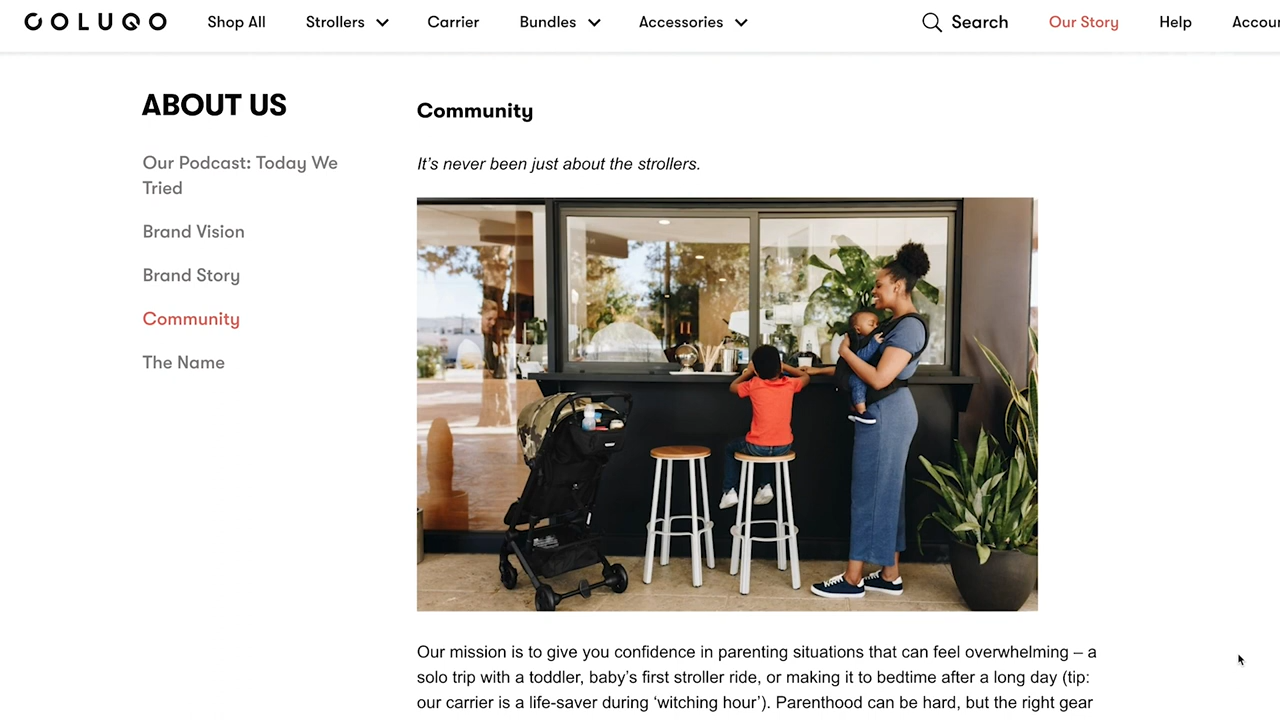 COLUGO Shop All Strollers Carrier Bundles Accessories Search Our Story Help Accoun
ABOUT US
Our Podcast: Today We
Tried
Brand Vision
Brand Story
Community
The Name
Community
It's never been just about the strollers.
Our mission is to give you confidence in parenting situations that can feel overwhelming – a
solo trip with a toddler, baby's first stroller ride, or making it to bedtime after a long day (tip:
our carrier is a life-saver during ‘witching hour’). Parenthood can be hard, but the right gear